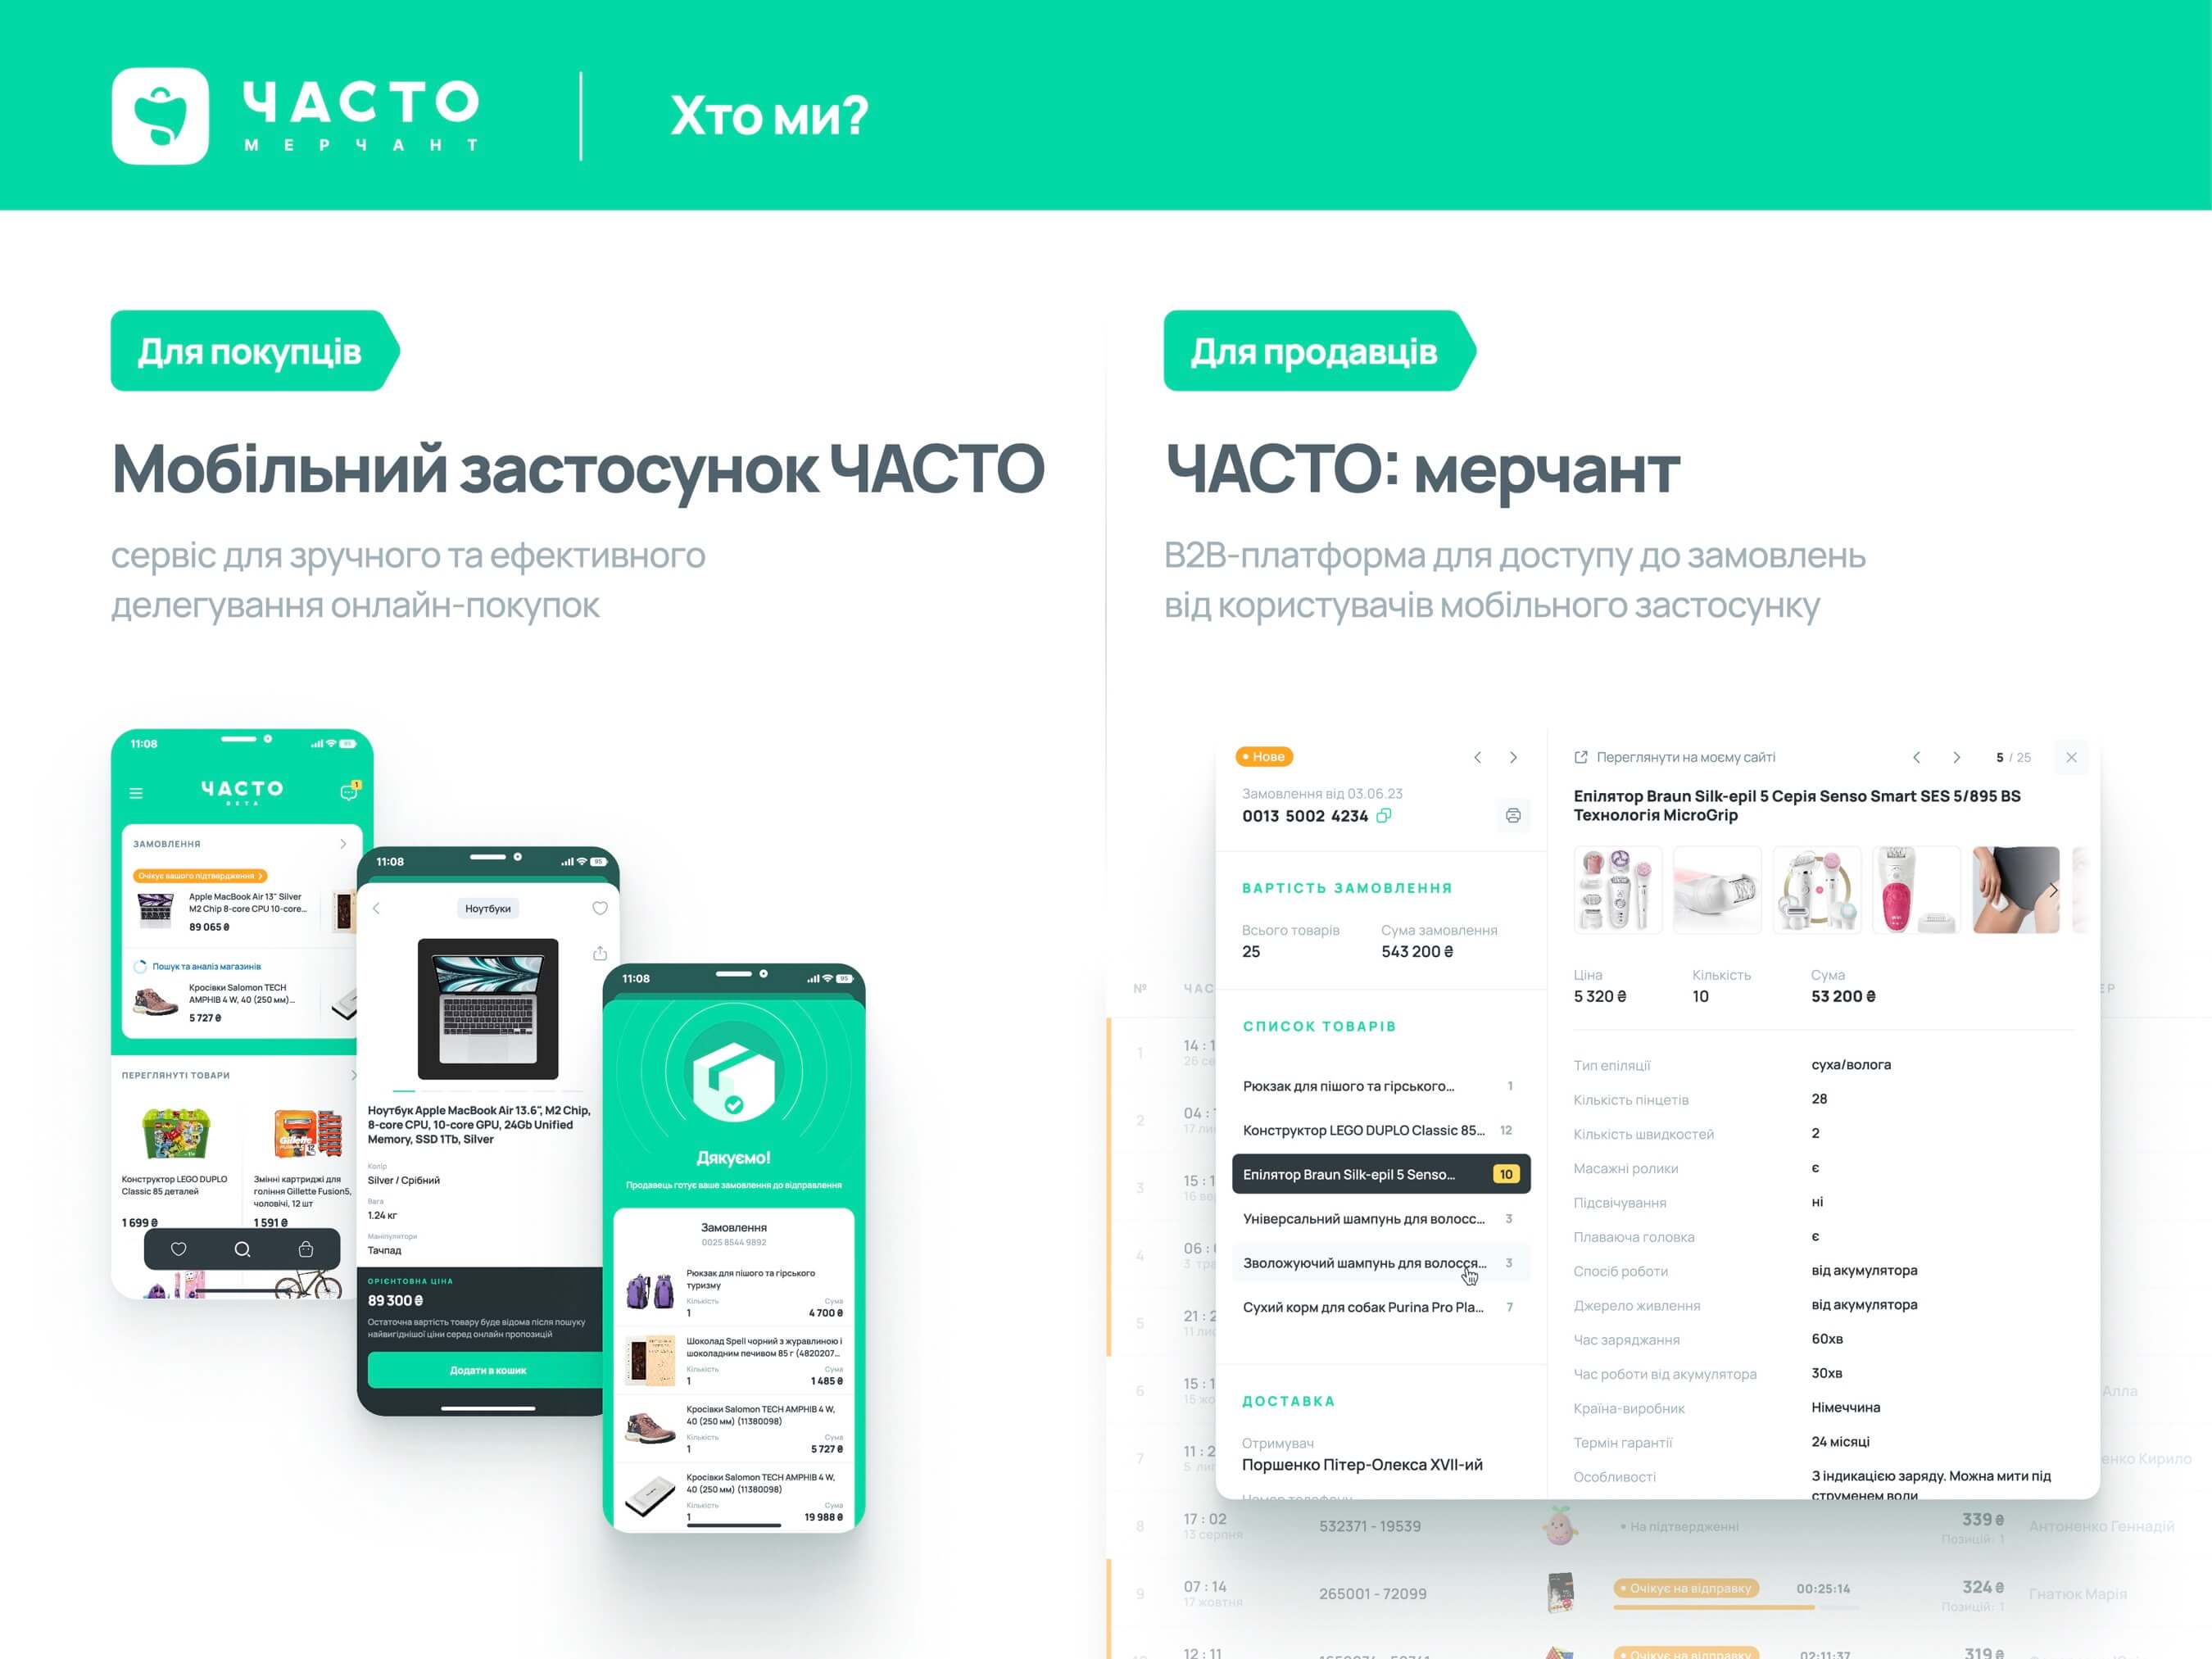 ЧАСТО
МЕРЧАНТ
Хто ми?
Для покупців
Мобільний застосунок ЧАСТО
сервіс для зручного та ефективного
делегування онлайн-покупок
11:08
95
ЧАСТО
BETA
1
ЗАМОВЛЕННЯ
Очікує вашого підтвердження
Apple MacBook Air 13" Silver
M2 Chip 8-core CPU 10-core...
89 065 ₴
Пошук та аналіз магазинів
Кросівки Salomon TECH
AMPHIB 4 W, 40 (250 мм)...
5 727 ₴
ПЕРЕГЛЯНУТІ ТОВАРИ
Конструктор LEGO DUPLO
Classic 85 деталей
1 699 ₴
Змінні картриджі для
гоління Gillette Fusion5,
чоловічі, 12 шт
1 591 ₴
11:08
95
Ноутбуки
Ноутбук Apple MacBook Air 13.6", M2 Chip,
8-core CPU, 10-core GPU, 24Gb Unified
Memory, SSD 1Tb, Silver
Колір
Silver / Срібний
Вага
1.24 кг
Маніпулятори
Тачпад
ОРІЄНТОВНА ЦІНА
89 300 ₴
Остаточна вартість товару буде відома після пошуку
найвигіднішої ціни серед онлайн пропозицій
Додати в кошик
11:08
95
Дякуємо!
Продавець готує ваше замовлення до відправлення
Замовлення
0025 8544 9892
Рюкзак для пішого та гірського
туризму
Кількість Сума
1 4 700 ₴
Шоколад Spell чорний з журавлиною і
шоколадним печивом 85 г (4820207...
Кількість Сума
1 1 485 ₴
Кросівки Salomon TECH AMPHIB 4 W,
40 (250 мм) (11380098)
Кількість Сума
1 5 727 ₴
Кросівки Salomon TECH AMPHIB 4 W,
40 (250 мм) (11380098)
Кількість Сума
1 19 988 ₴
Для продавців
ЧАСТО: мерчант
B2B-платформа для доступу до замовлень
від користувачів мобільного застосунку
Нове
Замовлення від 03.06.23
0013 5002 4234
ВАРТІСТЬ ЗАМОВЛЕННЯ
Всього товарів Сума замовлення
25 543 200 ₴
СПИСОК ТОВАРІВ
Рюкзак для пішого та гірського... 1
Конструктор LEGO DUPLO Classic 85... 12
Епілятор Braun Silk-epil 5 Senso... 10
Універсальний шампунь для волосс... 3
Зволожуючий шампунь для волосся... 3
Сухий корм для собак Purina Pro Pla... 7
ДОСТАВКА
Отримувач
Поршенко Пітер-Олекса XVII-ий
Номер телефону
Переглянути на моєму сайті
5 / 25
Епілятор Braun Silk-epil 5 Серія Senso Smart SES 5/895 BS
Технологія MicroGrip
Ціна Кількість Сума
5 320 ₴ 10 53 200 ₴
Тип епіляції суха/волога
Кількість пінцетів 28
Кількість швидкостей 2
Масажні ролики є
Підсвічування ні
Плаваюча головка є
Спосіб роботи від акумулятора
Джерело живлення від акумулятора
Час заряджання 60хв
Час роботи від акумулятора 30хв
Країна-виробник Німеччина
Термін гарантії 24 місяці
Особливості З індикацією заряду. Можна мити під
струменем води
№ ЧАС
1
2
3
4
5
6 Алла
7 Кирило
8 17 : 02 532371 - 19539 На підтвердженні 339 ₴ Антоненко Геннадій
13 серпня Позицій: 1
9 07 : 14 265001 - 72099 Очікує на відправку 00:25:14 324 ₴ Гнатюк Марія
17 жовтня Позицій: 1
12 : 11 Очікує на відправку 02:11:37 319 ₴